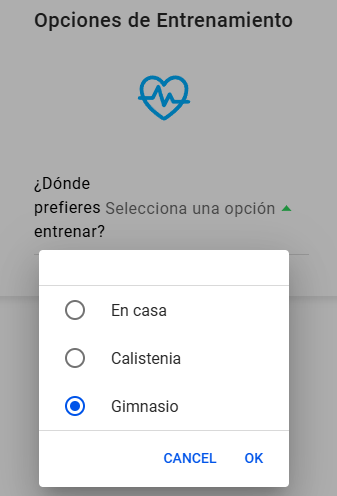 Opciones de Entrenamiento
¿Dónde
prefieres Selecciona una opción
entrenar?
En casa
Calistenia
Gimnasio
CANCEL OK